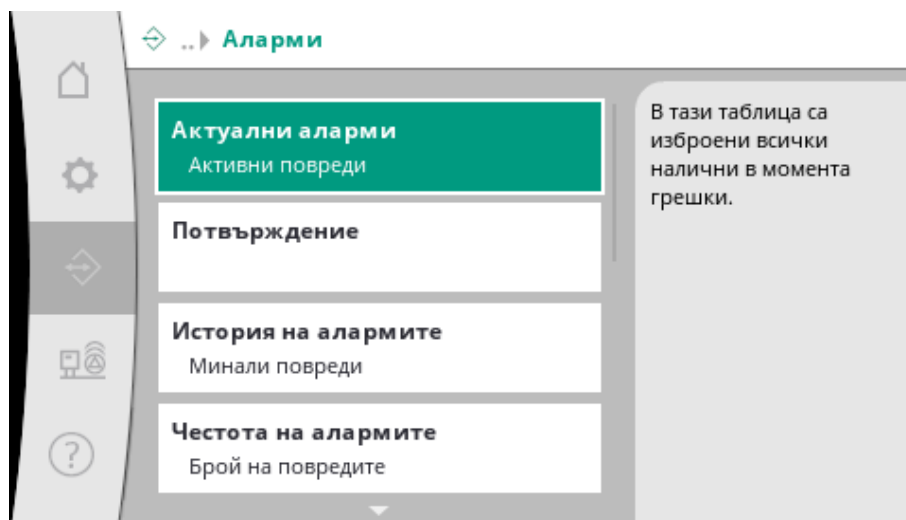 ..▸ Аларми
Актуални аларми
Активни повреди
Потвърждение
История на алармите
Минали повреди
Честота на алармите
Брой на повредите
В тази таблица са
изброени всички
налични в момента
грешки.
?